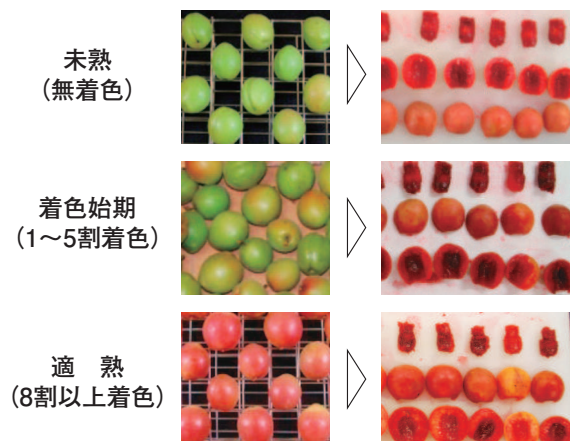 未熟
（無着色）
着色始期
（1～5割着色）
適　熟
（8割以上着色）